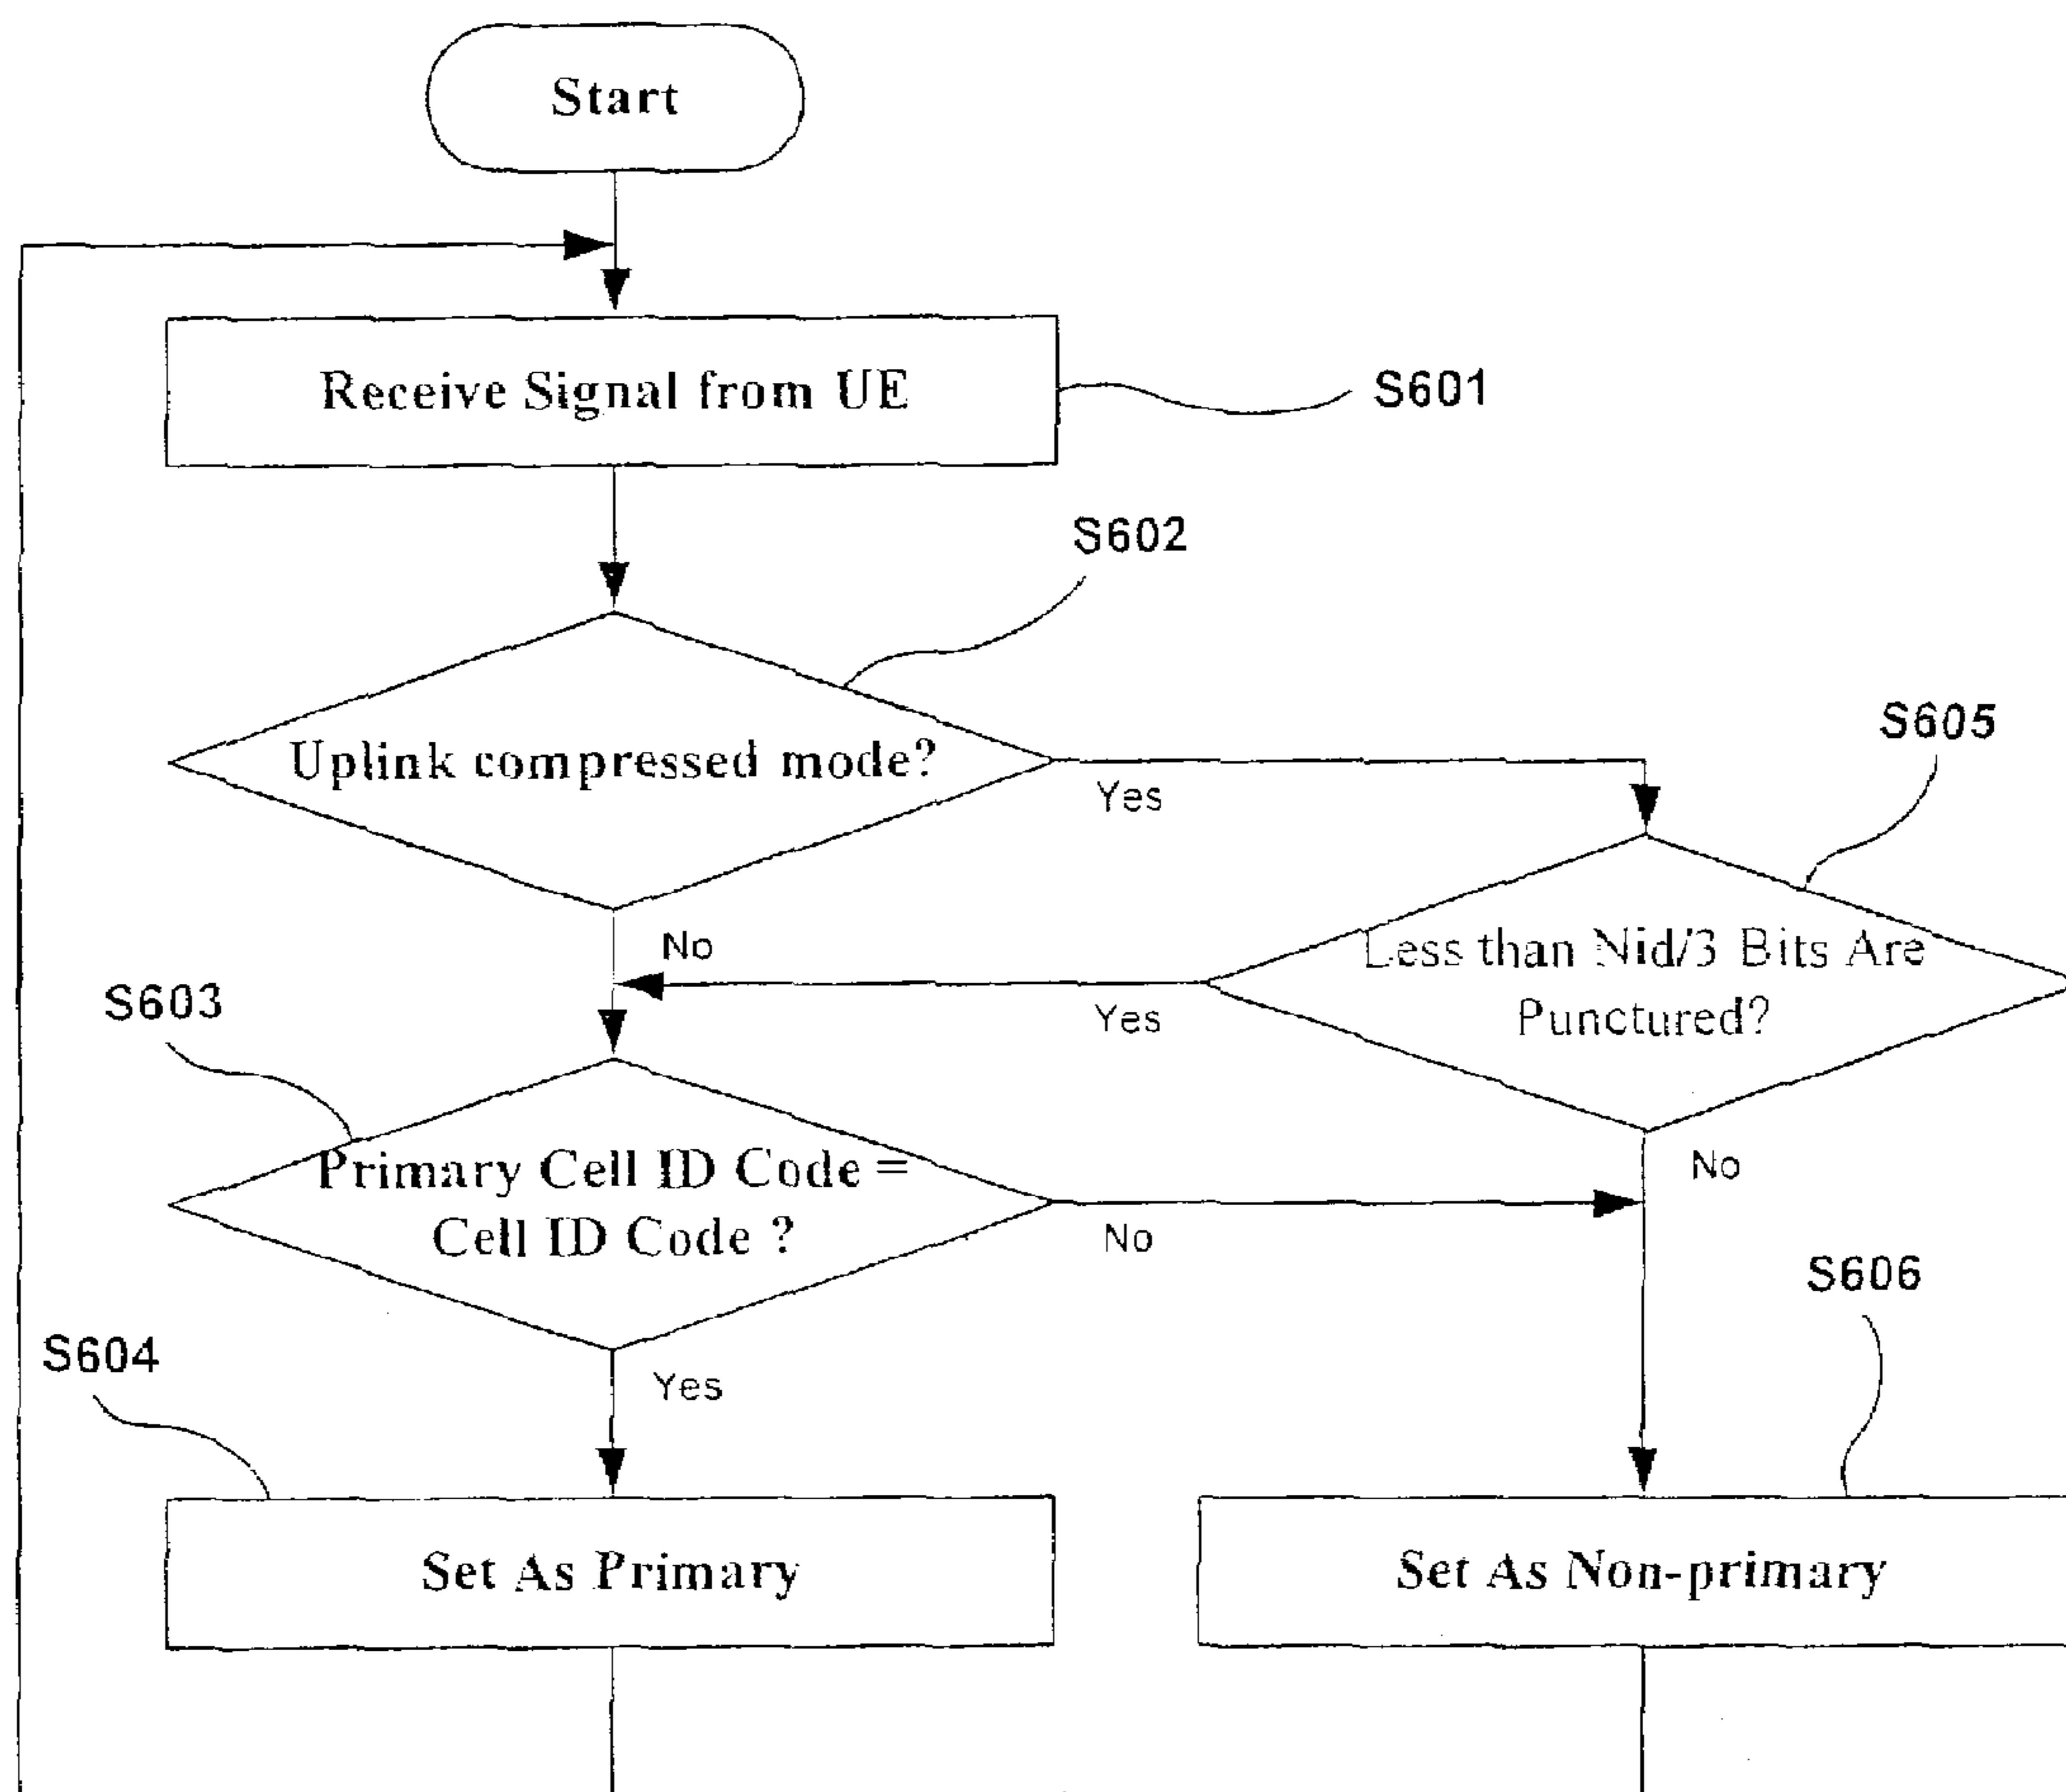 Start
Receive Signal from UE
S601
S602
Uplink compressed mode?
Yes
S605
No
Less than Nid/3 Bits Are
Punctured?
Yes
S603
Primary Cell ID Code =
Cell ID Code ?
No
No
S606
S604
Yes
Set As Primary
Set As Non-primary